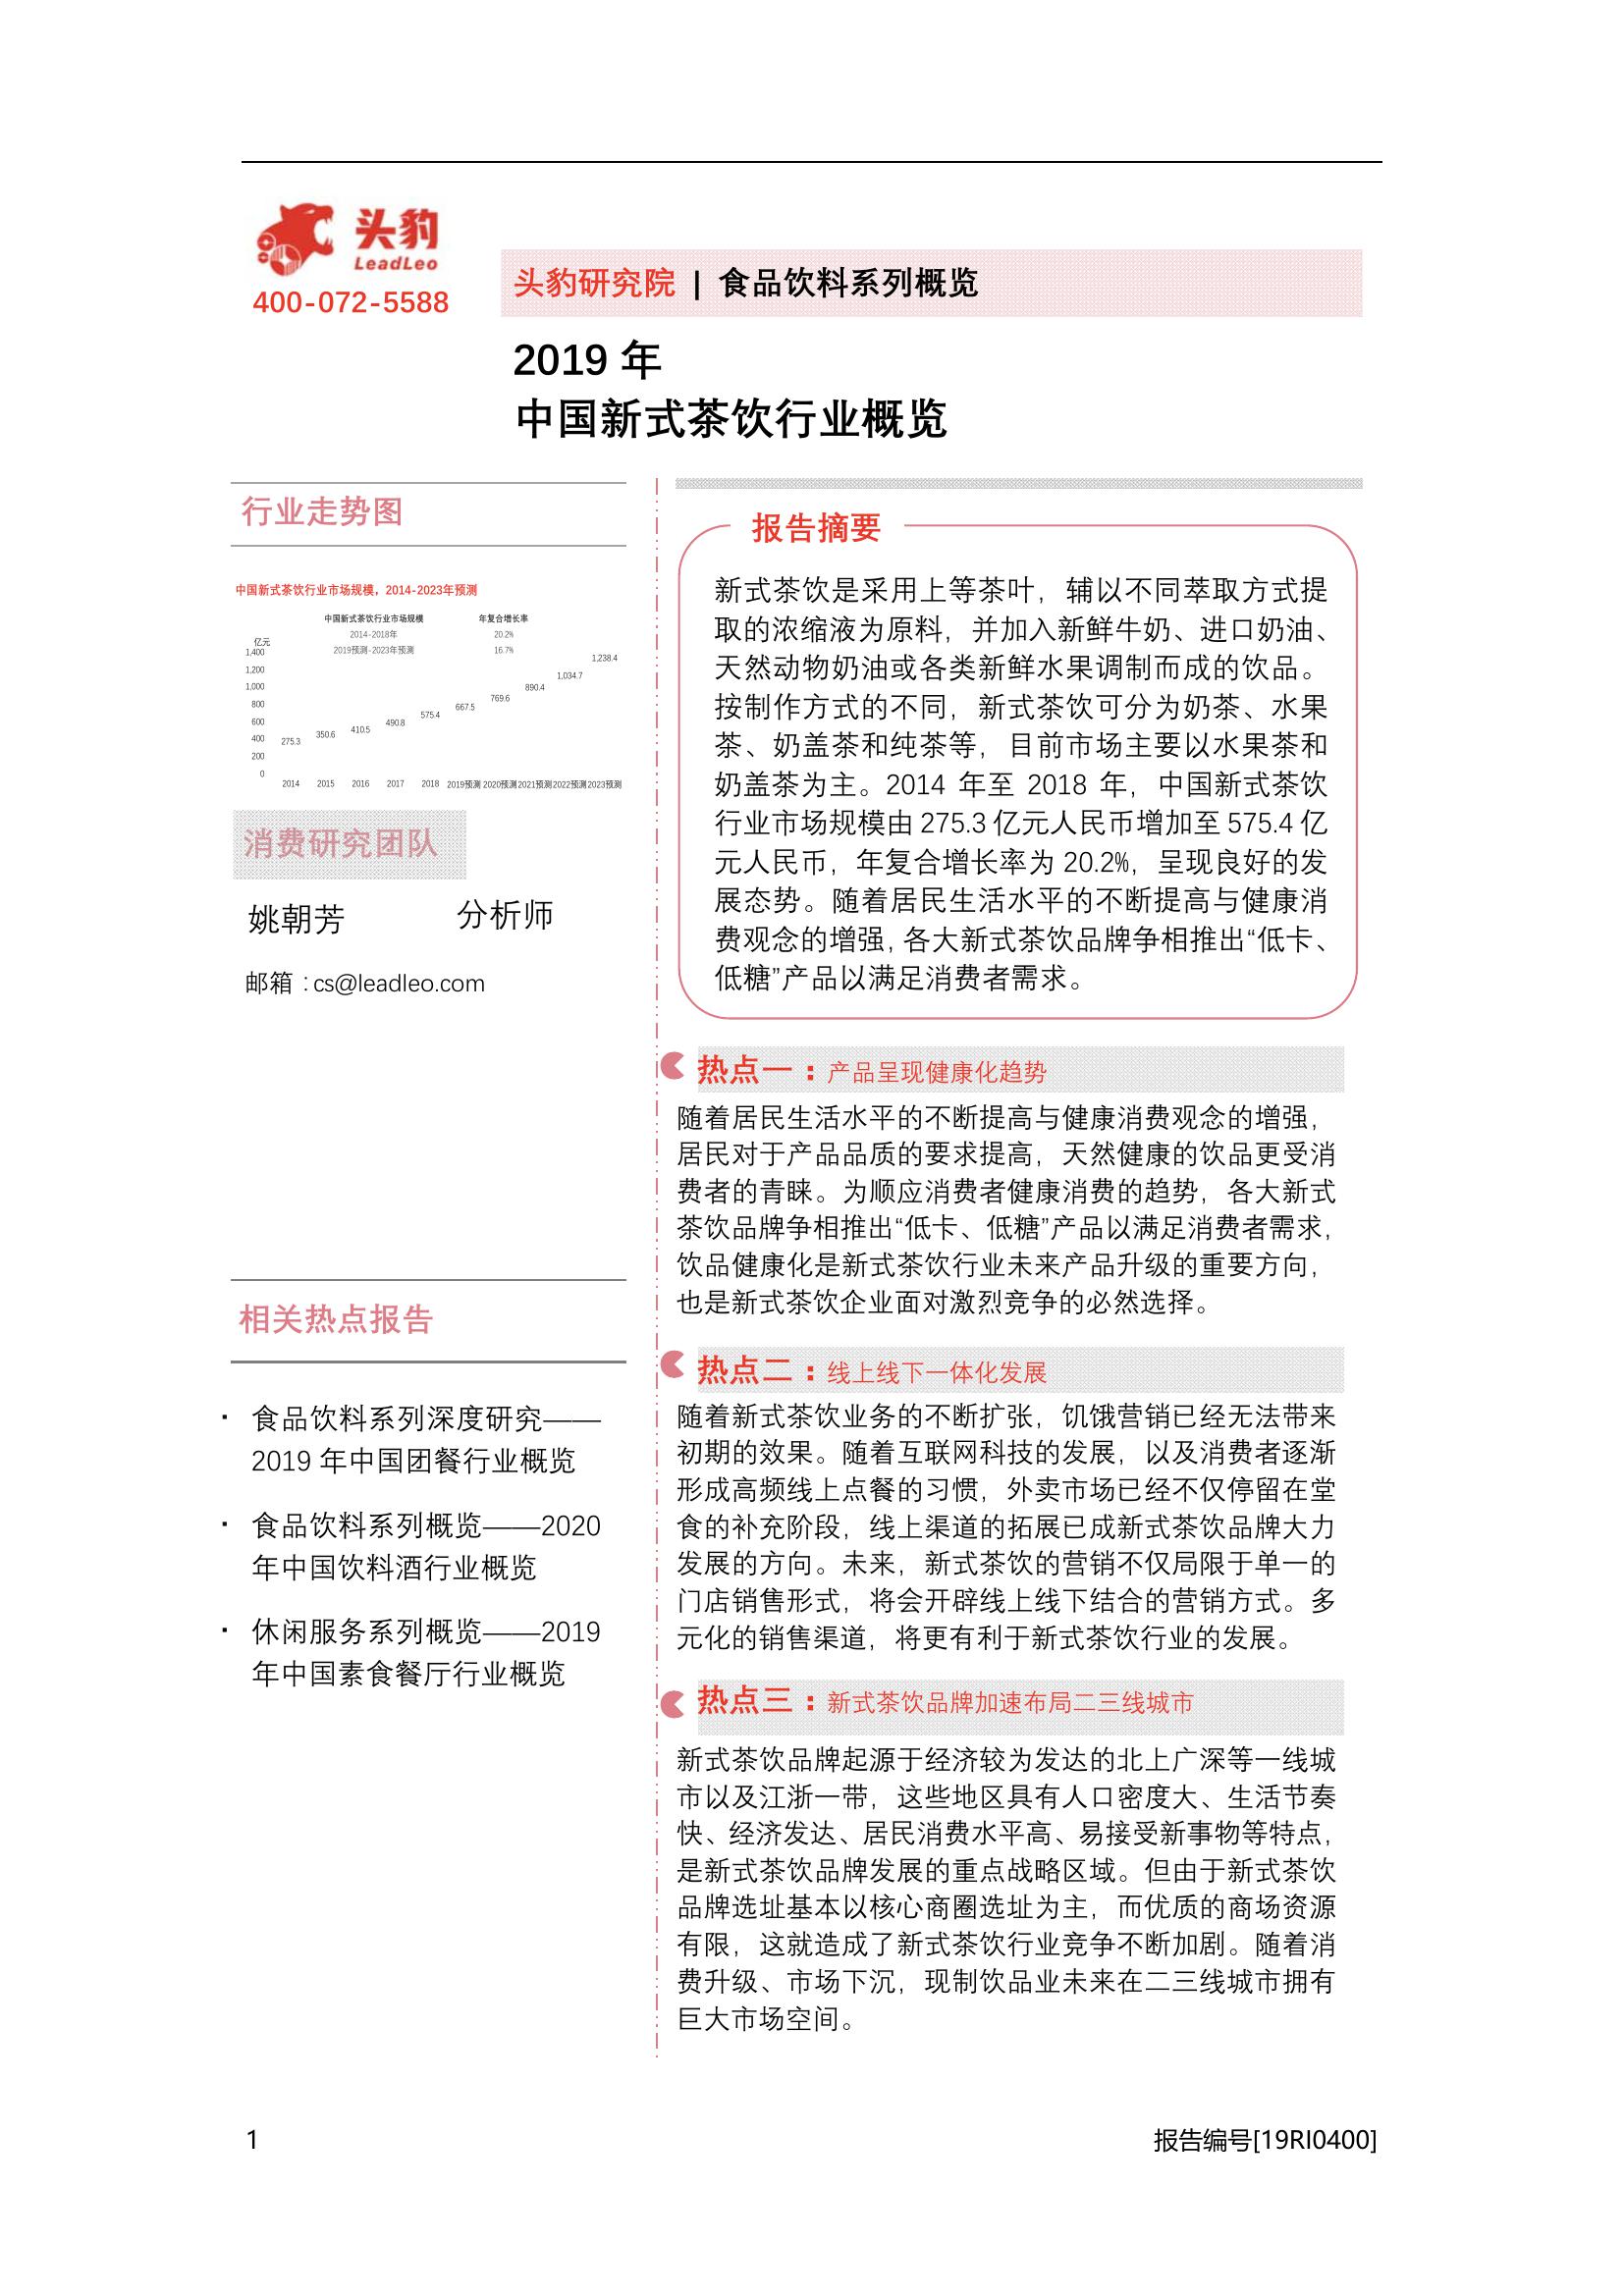 头豹
LeadLeo
400-072-5588
头豹研究院 | 食品饮料系列概览
2019 年
中国新式茶饮行业概览
行业走势图
中国新式茶饮行业市场规模，2014-2023年预测
中国新式茶饮行业市场规模 年复合增长率
2014-2018年 20.2%
2019预测-2023年预测 16.7%
亿元
1,400
1,200
1,000
800
600
400
200
0
275.3
350.6
410.5
490.8
575.4
667.5
769.6
890.4
1,034.7
1,238.4
2014 2015 2016 2017 2018 2019预测 2020预测 2021预测 2022预测 2023预测
消费研究团队
姚朝芳 分析师
邮箱：cs@leadleo.com
相关热点报告
· 食品饮料系列深度研究——
2019 年中国团餐行业概览
· 食品饮料系列概览——2020
年中国饮料酒行业概览
· 休闲服务系列概览——2019
年中国素食餐厅行业概览
报告摘要
新式茶饮是采用上等茶叶，辅以不同萃取方式提
取的浓缩液为原料，并加入新鲜牛奶、进口奶油、
天然动物奶油或各类新鲜水果调制而成的饮品。
按制作方式的不同，新式茶饮可分为奶茶、水果
茶、奶盖茶和纯茶等，目前市场主要以水果茶和
奶盖茶为主。2014 年至 2018 年，中国新式茶饮
行业市场规模由 275.3 亿元人民币增加至 575.4 亿
元人民币，年复合增长率为 20.2%，呈现良好的发
展态势。随着居民生活水平的不断提高与健康消
费观念的增强，各大新式茶饮品牌争相推出“低卡、
低糖”产品以满足消费者需求。
热点一：产品呈现健康化趋势
随着居民生活水平的不断提高与健康消费观念的增强，
居民对于产品品质的要求提高，天然健康的饮品更受消
费者的青睐。为顺应消费者健康消费的趋势，各大新式
茶饮品牌争相推出“低卡、低糖”产品以满足消费者需求，
饮品健康化是新式茶饮行业未来产品升级的重要方向，
也是新式茶饮企业面对激烈竞争的必然选择。
热点二：线上线下一体化发展
随着新式茶饮业务的不断扩张，饥饿营销已经无法带来
初期的效果。随着互联网科技的发展，以及消费者逐渐
形成高频线上点餐的习惯，外卖市场已经不仅停留在堂
食的补充阶段，线上渠道的拓展已成新式茶饮品牌大力
发展的方向。未来，新式茶饮的营销不仅局限于单一的
门店销售形式，将会开辟线上线下结合的营销方式。多
元化的销售渠道，将更有利于新式茶饮行业的发展。
热点三：新式茶饮品牌加速布局二三线城市
新式茶饮品牌起源于经济较为发达的北上广深等一线城
市以及江浙一带，这些地区具有人口密度大、生活节奏
快、经济发达、居民消费水平高、易接受新事物等特点，
是新式茶饮品牌发展的重点战略区域。但由于新式茶饮
品牌选址基本以核心商圈选址为主，而优质的商场资源
有限，这就造成了新式茶饮行业竞争不断加剧。随着消
费升级、市场下沉，现制饮品业未来在二三线城市拥有
巨大市场空间。
1
报告编号[19RI0400]